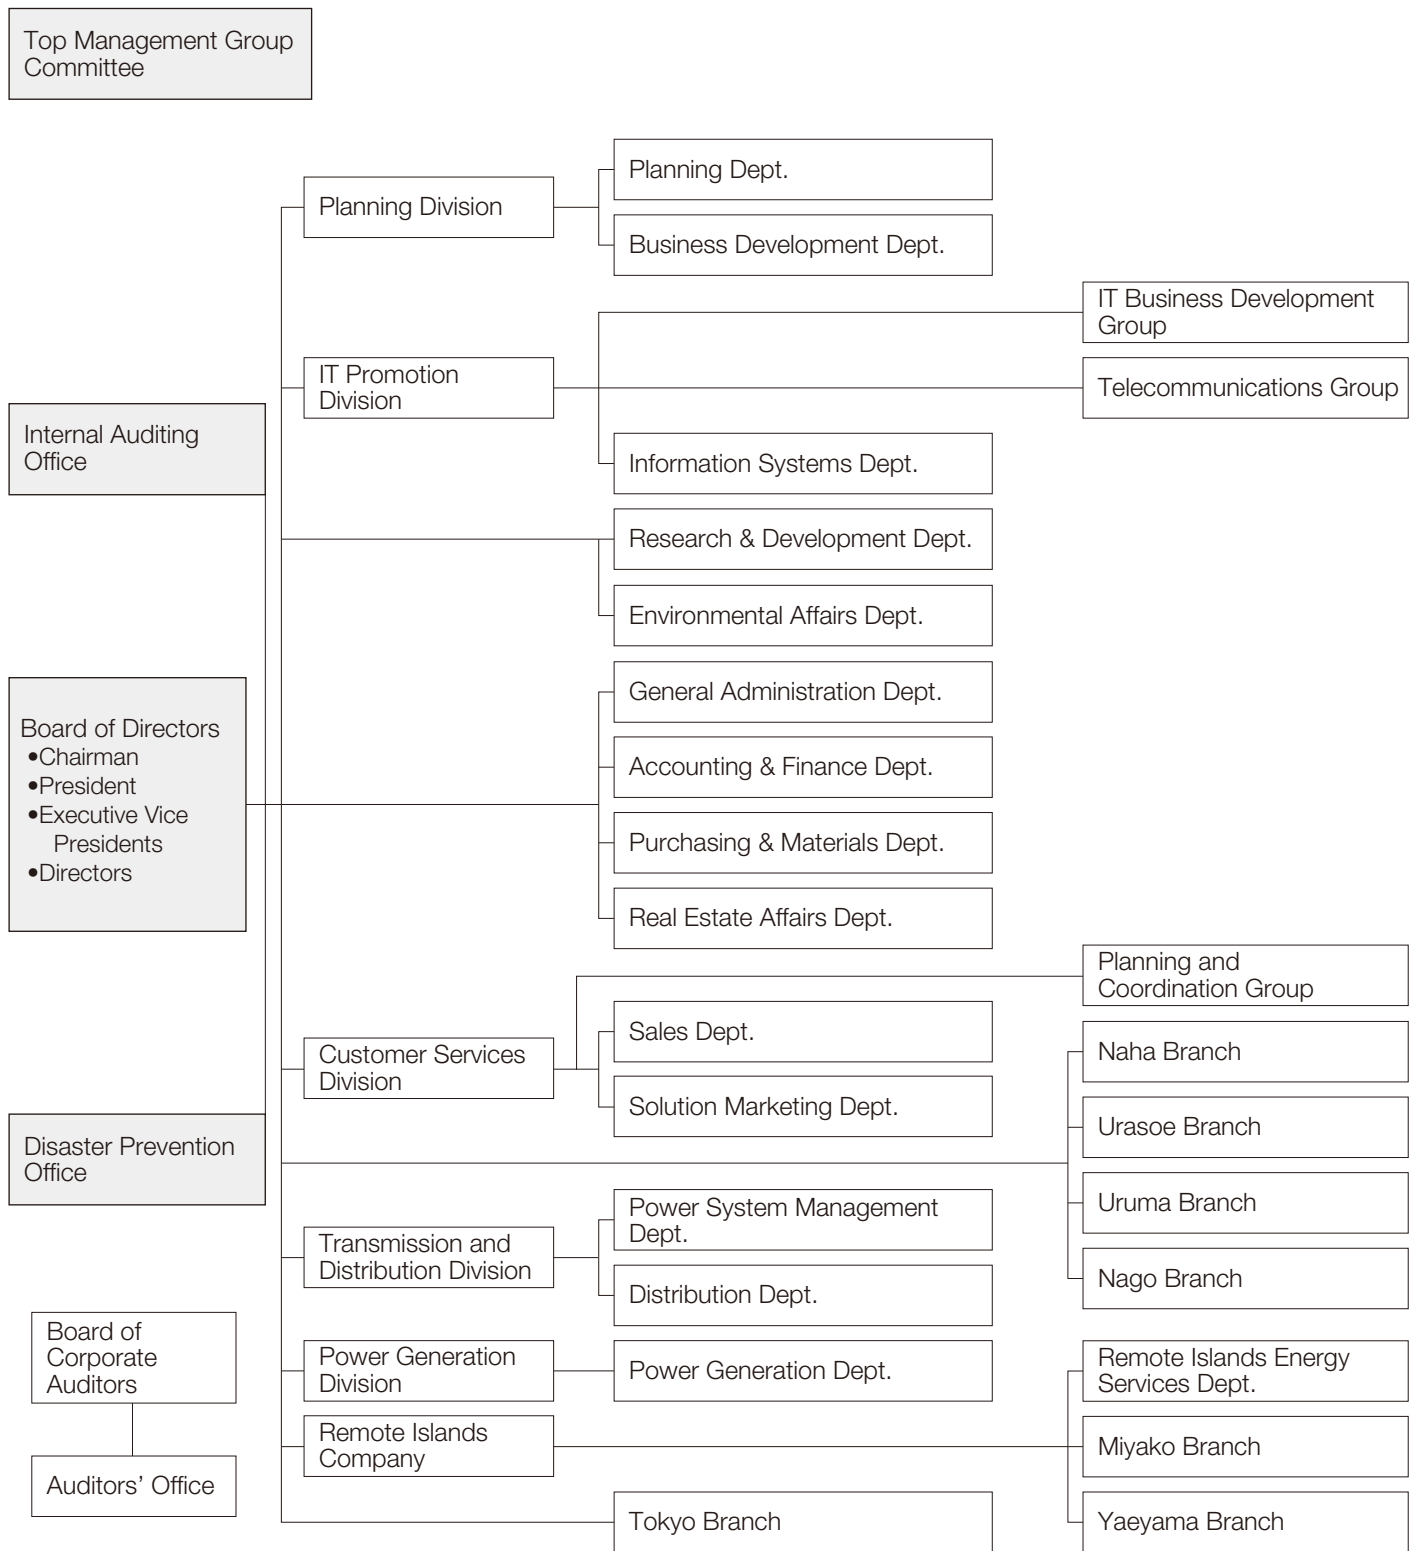 Top Management Group
Committee
Planning Division
Planning Dept.
Business Development Dept.
IT Promotion
Division
IT Business Development
Group
Telecommunications Group
Information Systems Dept.
Internal Auditing
Office
Research & Development Dept.
Environmental Affairs Dept.
Board of Directors
•Chairman
•President
•Executive Vice
Presidents
•Directors
General Administration Dept.
Accounting & Finance Dept.
Purchasing & Materials Dept.
Real Estate Affairs Dept.
Customer Services
Division
Planning and
Coordination Group
Sales Dept.
Solution Marketing Dept.
Naha Branch
Urasoe Branch
Uruma Branch
Nago Branch
Disaster Prevention
Office
Transmission and
Distribution Division
Power System Management
Dept.
Distribution Dept.
Board of
Corporate
Auditors
Auditors’ Office
Power Generation
Division
Power Generation Dept.
Remote Islands
Company
Remote Islands Energy
Services Dept.
Miyako Branch
Yaeyama Branch
Tokyo Branch